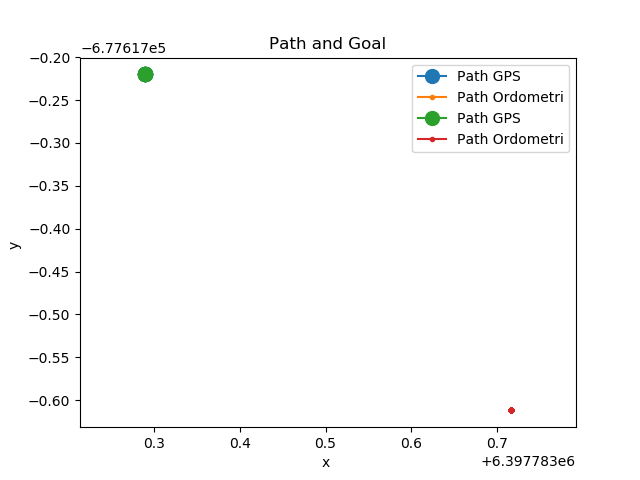 −6.77617e5
Path and Goal
−0.20
−0.25
−0.30
−0.35
−0.40
−0.45
−0.50
−0.55
−0.60
y
Path GPS
Path Ordometri
Path GPS
Path Ordometri
0.3 0.4 0.5 0.6 0.7
x
+6.397783e6